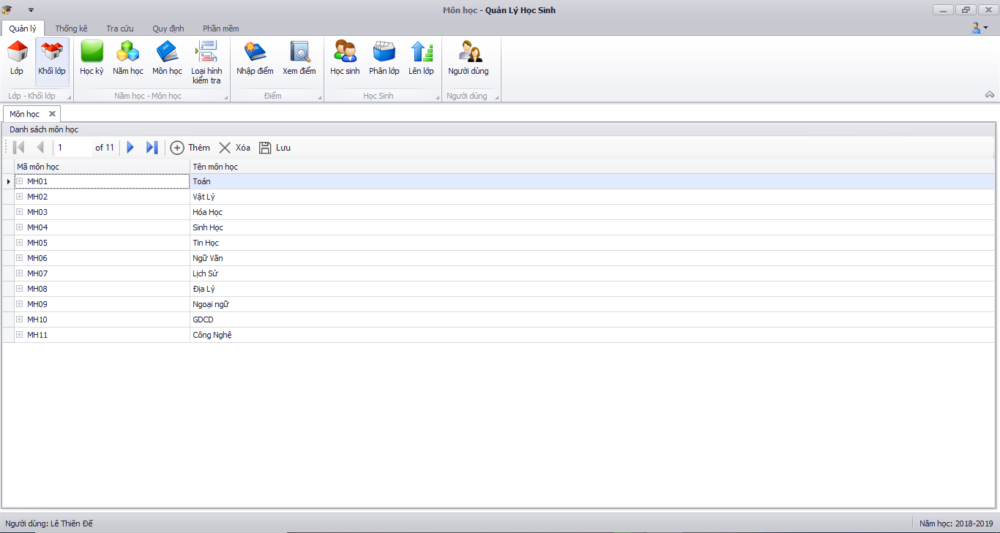 Môn học - Quản Lý Học Sinh
Quản lý Thống kê Tra cứu Quy định Phần mềm
Lớp Khối lớp Học kỳ Năm học Môn học Loại hình kiểm tra Nhập điểm Xem điểm Học sinh Phân lớp Lên lớp Người dùng
Lớp - Khối lớp Năm học - Môn học Điểm Học Sinh Người dùng
Môn học
Danh sách môn học
1 of 11 Thêm Xóa Lưu
Mã môn học Tên môn học
MH01 Toán
MH02 Vật Lý
MH03 Hóa Học
MH04 Sinh Học
MH05 Tin Học
MH06 Ngữ Văn
MH07 Lịch Sử
MH08 Địa Lý
MH09 Ngoại ngữ
MH10 GDCD
MH11 Công Nghệ
Người dùng: Lê Thiên Đế Năm học: 2018-2019